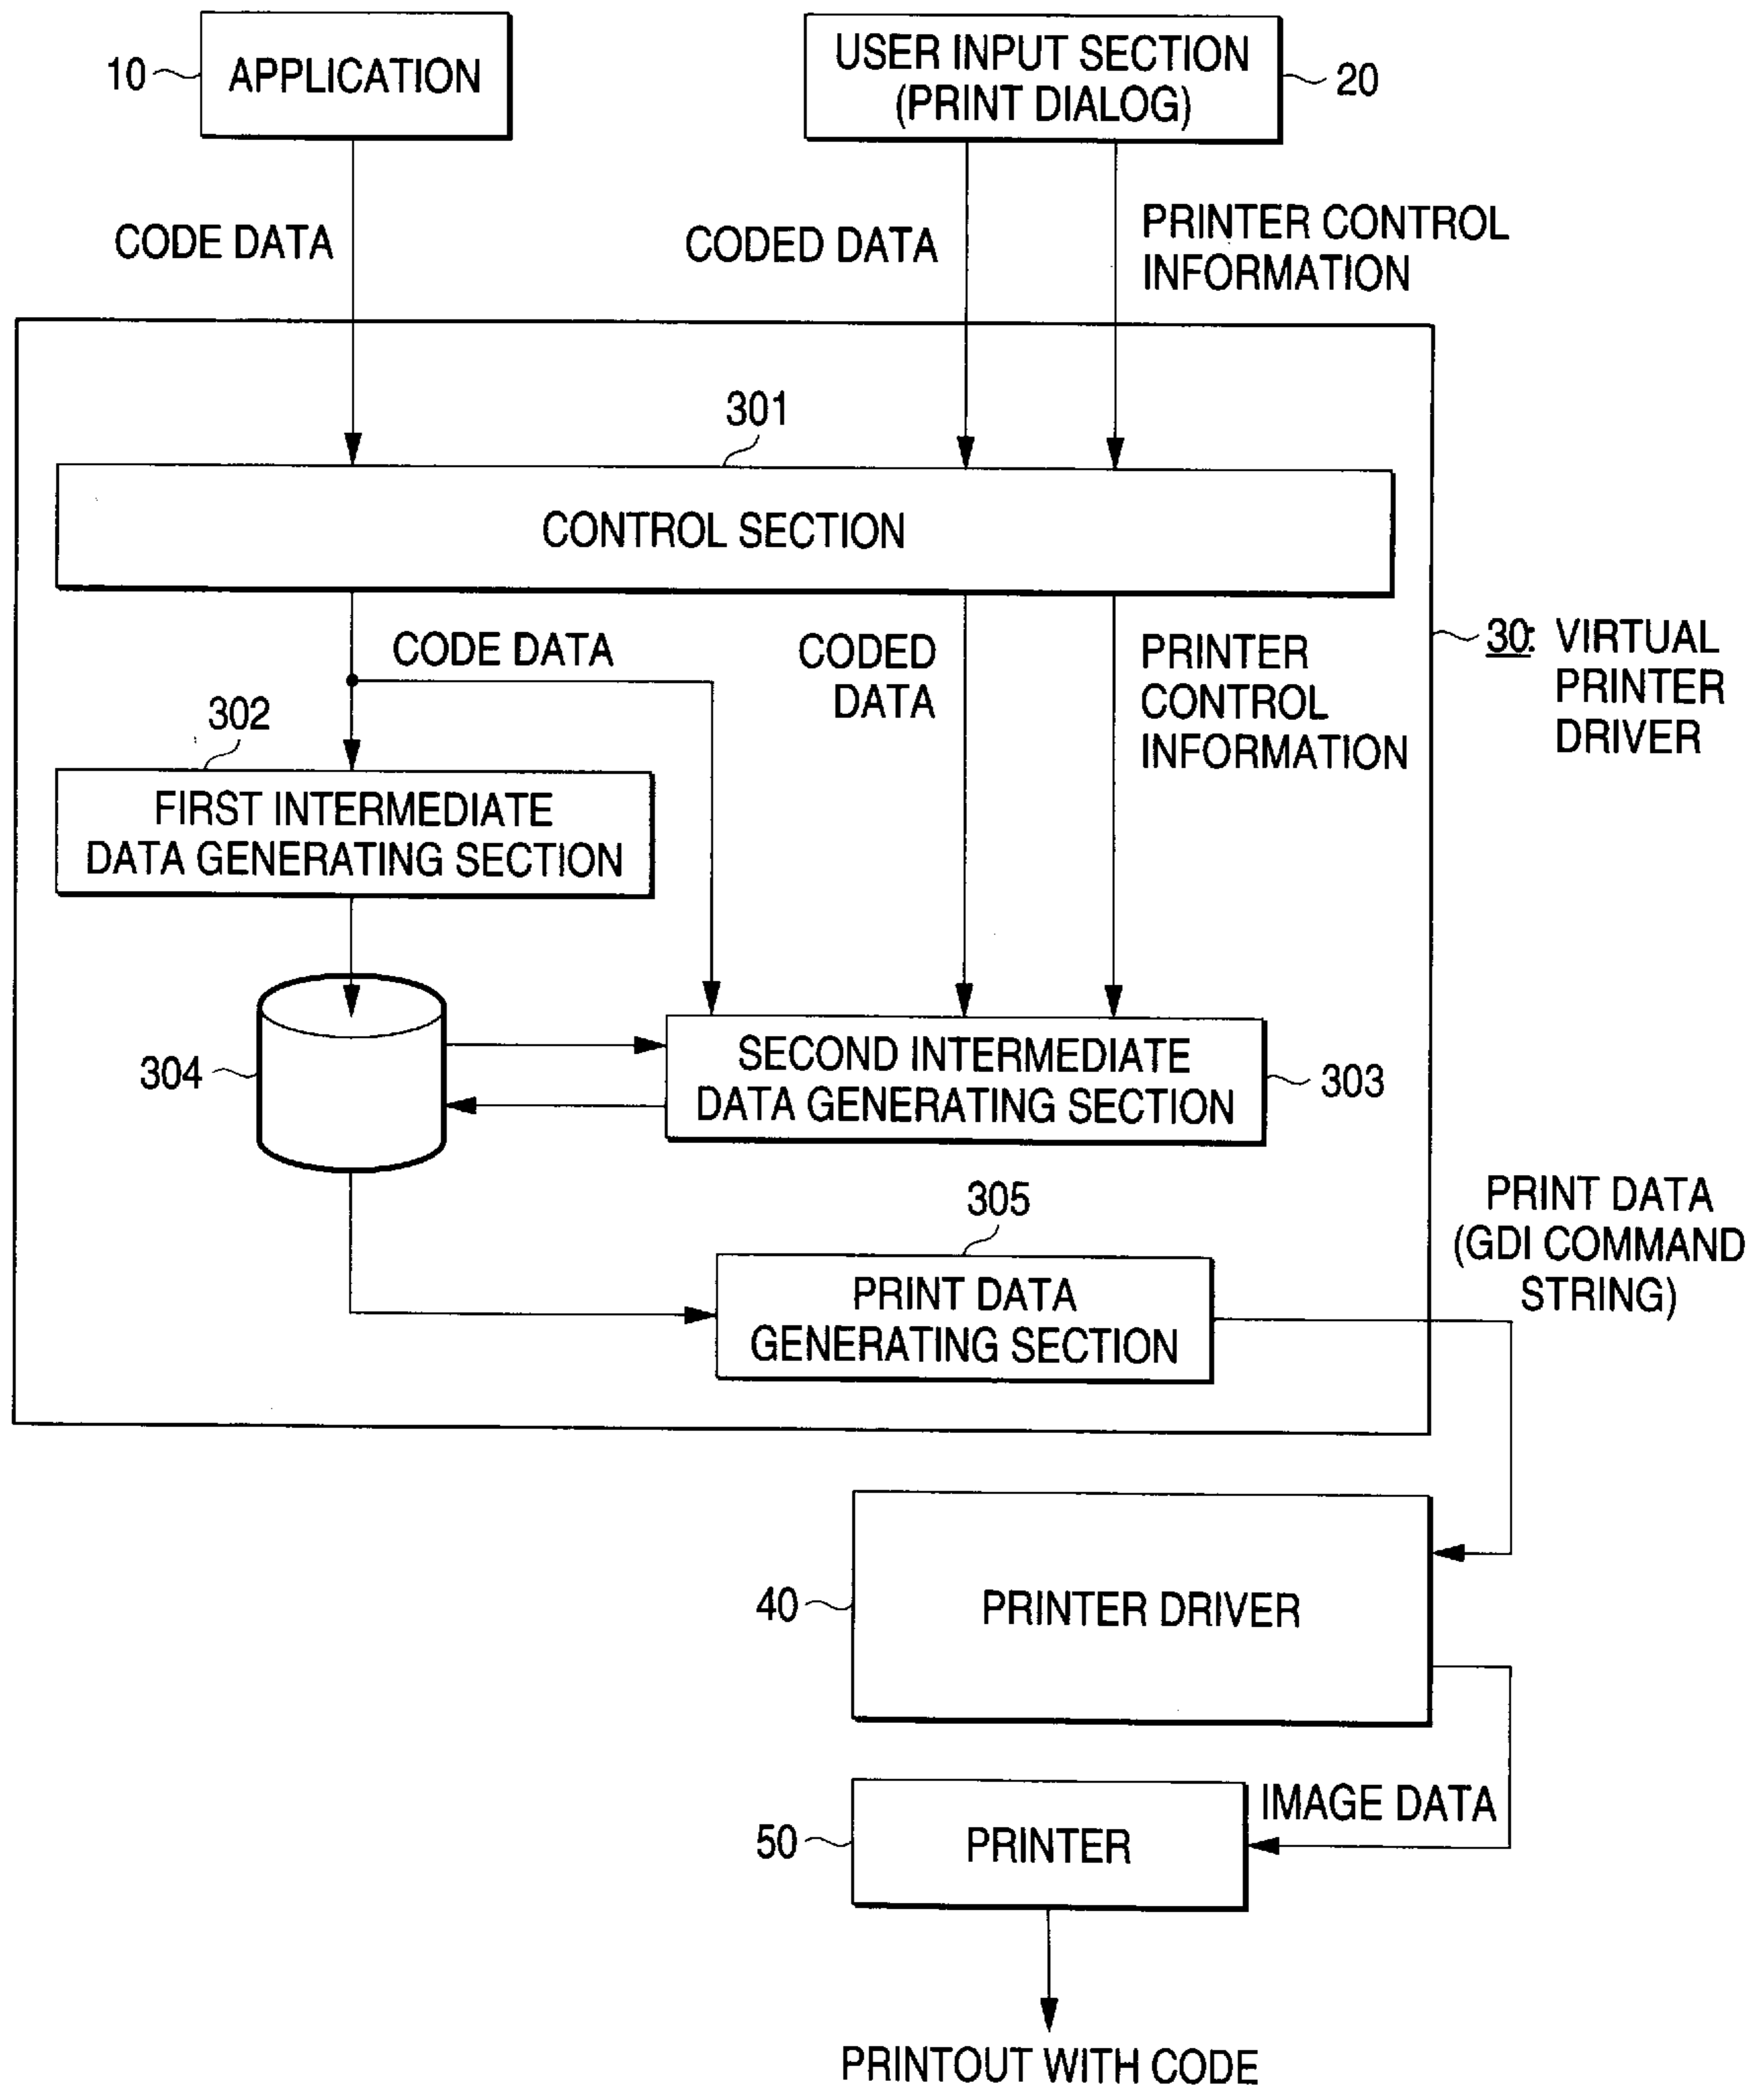 10
APPLICATION
USER INPUT SECTION
(PRINT DIALOG)
20
CODE DATA
CODED DATA
PRINTER CONTROL
INFORMATION
301
CONTROL SECTION
CODE DATA
CODED
DATA
PRINTER
CONTROL
INFORMATION
30: VIRTUAL
PRINTER
DRIVER
302
FIRST INTERMEDIATE
DATA GENERATING SECTION
304
SECOND INTERMEDIATE
DATA GENERATING SECTION
303
305
PRINT DATA
GENERATING SECTION
PRINT DATA
(GDI COMMAND
STRING)
40
PRINTER DRIVER
50
PRINTER
IMAGE DATA
PRINTOUT WITH CODE